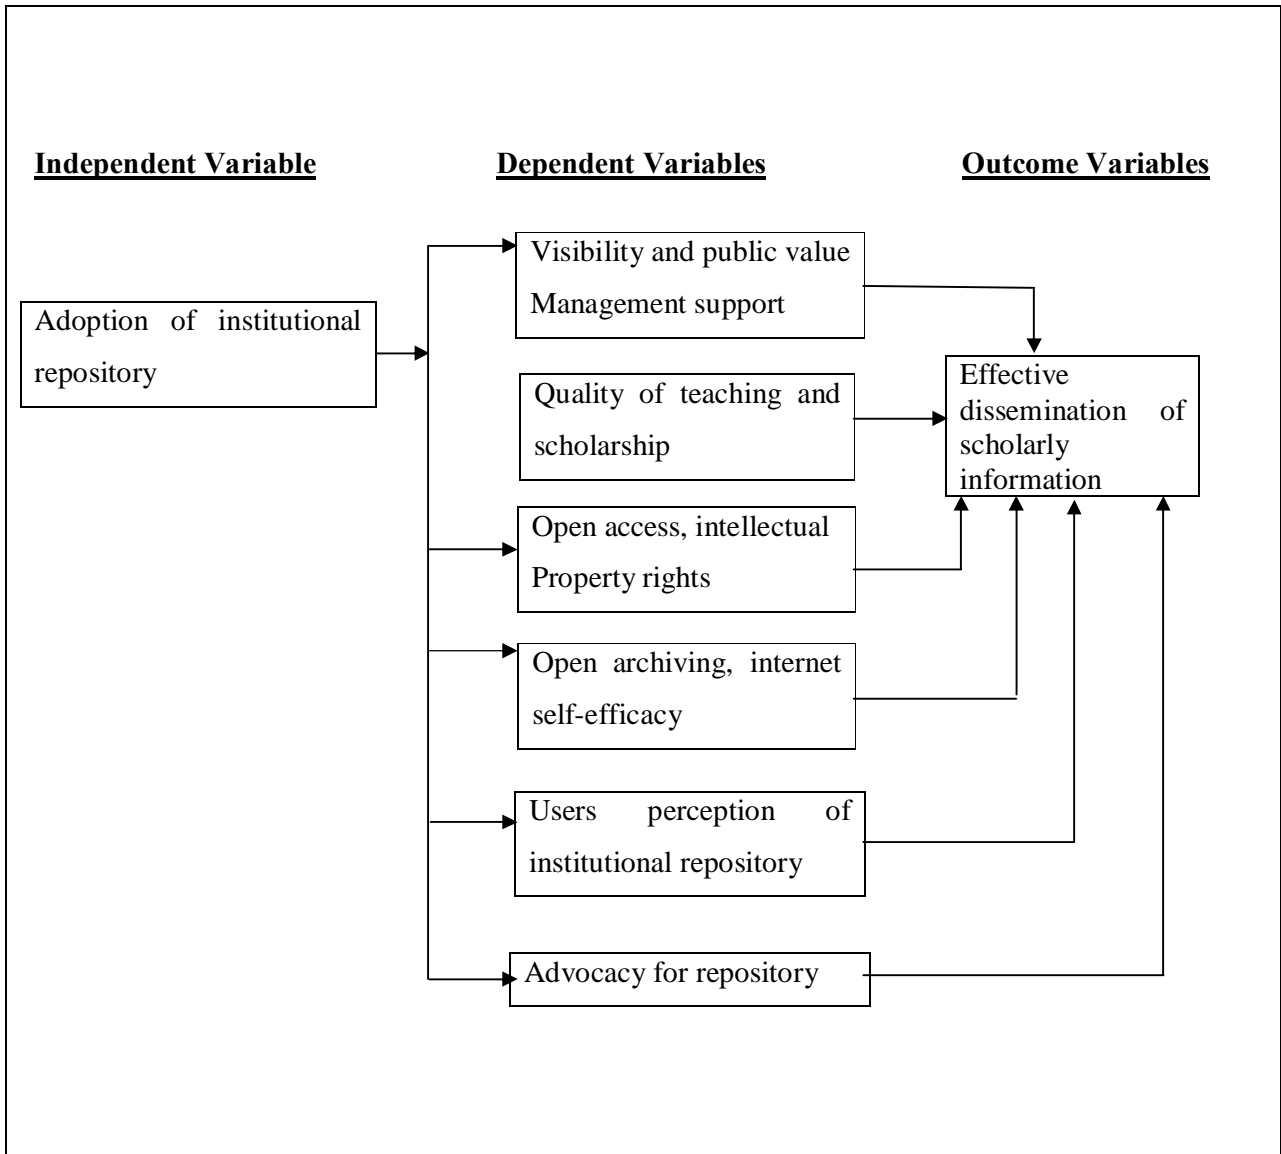 Independent Variable
Dependent Variables
Outcome Variables
Adoption of institutional
repository
Visibility and public value
Management support
Quality of teaching and
scholarship
Open access, intellectual
Property rights
Open archiving, internet
self-efficacy
Users perception of
institutional repository
Advocacy for repository
Effective
dissemination of
scholarly
information